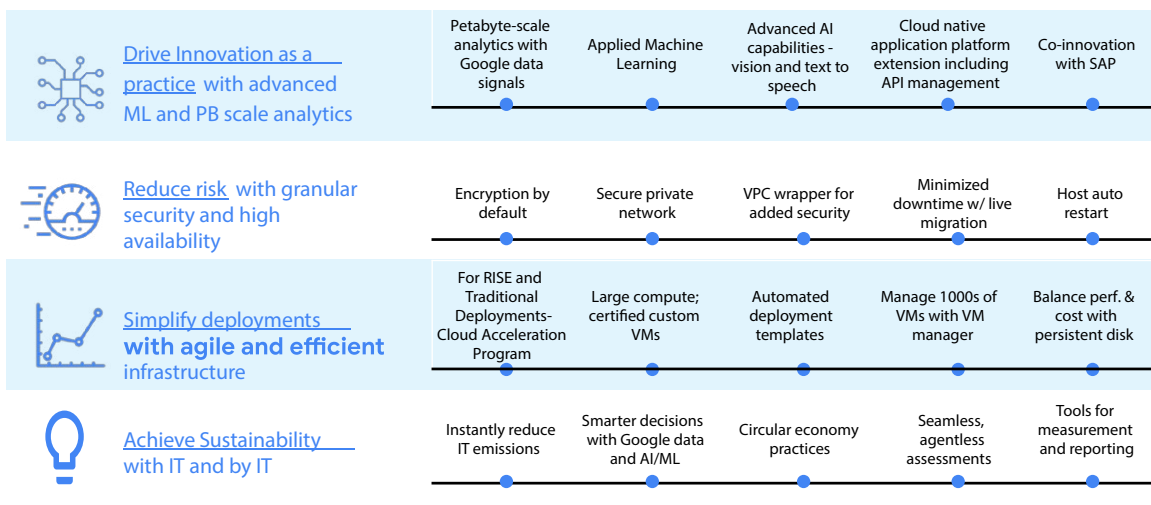 Drive Innovation as a
practice with advanced
ML and PB scale analytics
Petabyte-scale
analytics with
Google data
signals
Applied Machine
Learning
Advanced AI
capabilities -
vision and text to
speech
Cloud native
application platform
extension including
API management
Co-innovation
with SAP
Reduce risk with granular
security and high
availability
Encryption by
default
Secure private
network
VPC wrapper for
added security
Minimized
downtime w/ live
migration
Host auto
restart
Simplify deployments
with agile and efficient
infrastructure
For RISE and
Traditional
Deployments-
Cloud Acceleration
Program
Large compute;
certified custom
VMs
Automated
deployment
templates
Manage 1000s of
VMs with VM
manager
Balance perf. &
cost with
persistent disk
Achieve Sustainability
with IT and by IT
Instantly reduce
IT emissions
Smarter decisions
with Google data
and AI/ML
Circular economy
practices
Seamless,
agentless
assessments
Tools for
measurement
and reporting